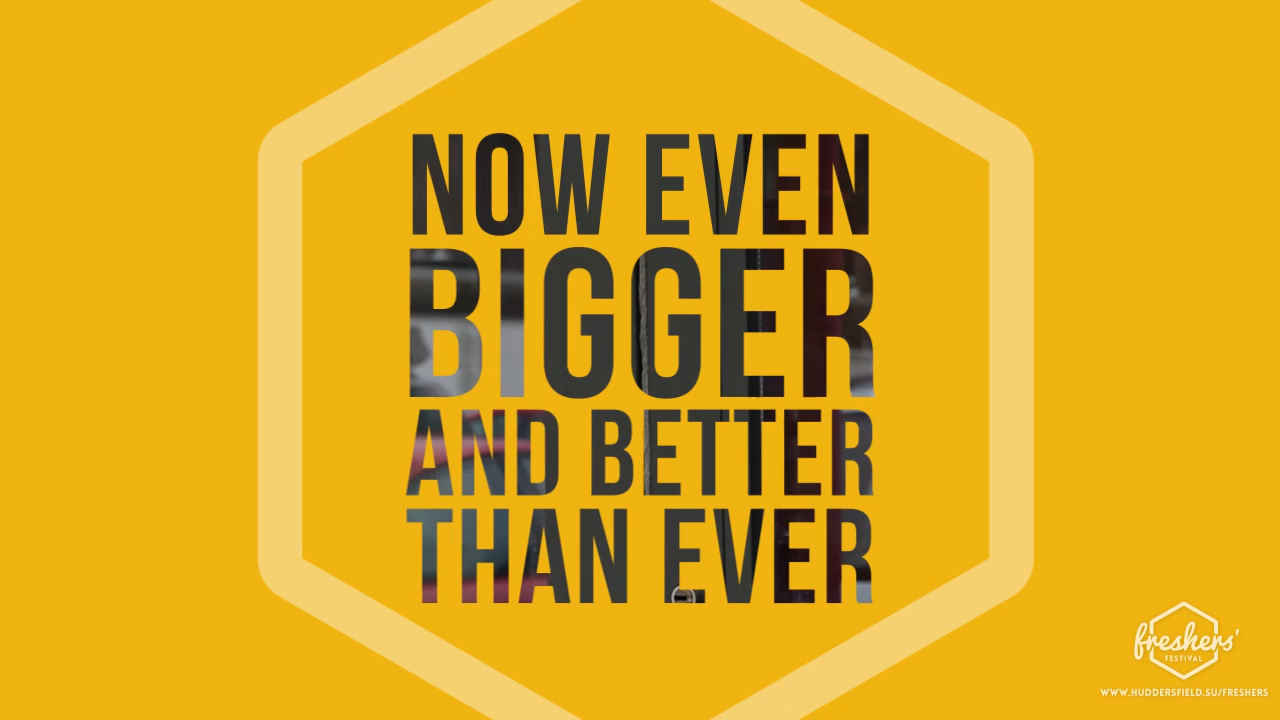 NOW EVEN
BIGGER
AND BETTER
THAN EVER
freshers'
FESTIVAL
WWW.HUDDERSFIELD.SU/FRESHERS